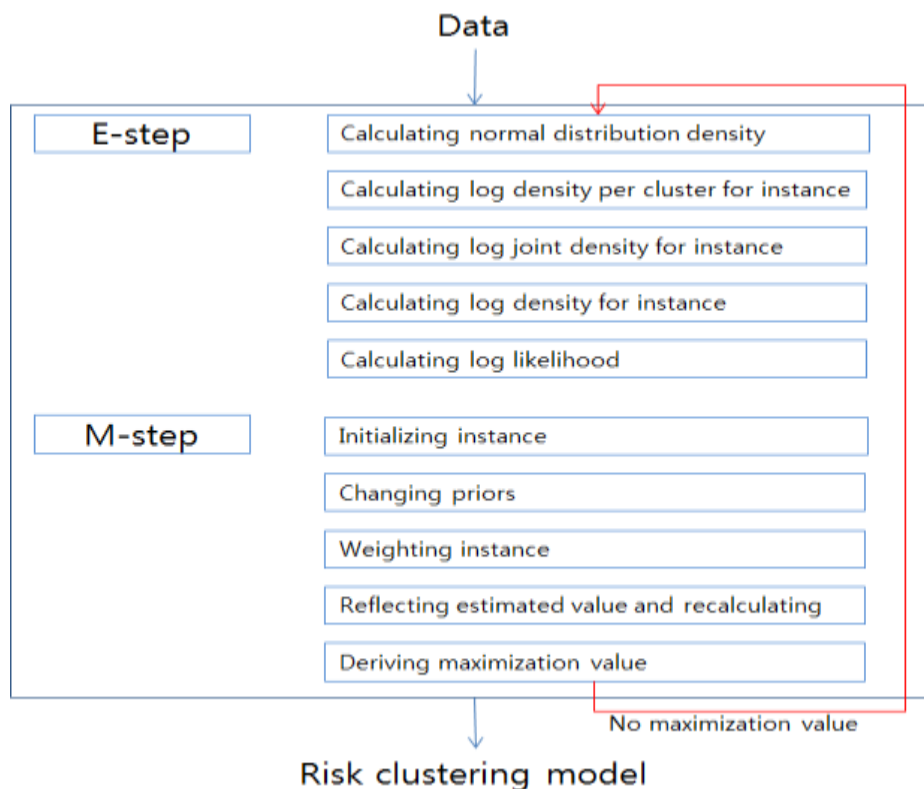 Data
E-step
Calculating normal distribution density
Calculating log density per cluster for instance
Calculating log joint density for instance
Calculating log density for instance
Calculating log likelihood
M-step
Initializing instance
Changing priors
Weighting instance
Reflecting estimated value and recalculating
Deriving maximization value
No maximization value
Risk clustering model